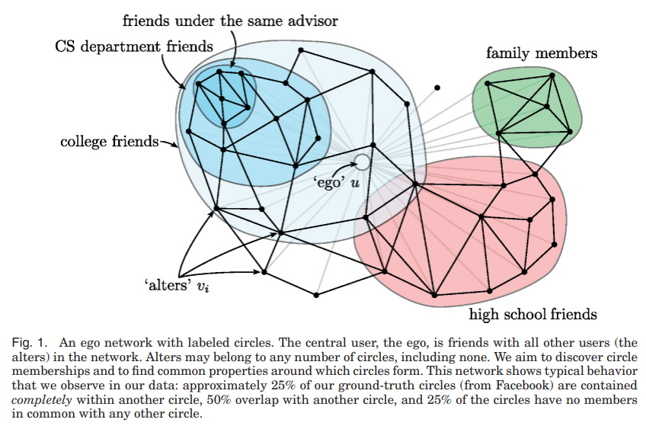 friends under the same advisor
CS department friends
family members
college friends
'ego' u
'alters' vᵢ
high school friends
Fig. 1. An ego network with labeled circles. The central user, the ego, is friends with all other users (the
alters) in the network. Alters may belong to any number of circles, including none. We aim to discover circle
memberships and to find common properties around which circles form. This network shows typical behavior
that we observe in our data: approximately 25% of our ground-truth circles (from Facebook) are contained
completely within another circle, 50% overlap with another circle, and 25% of the circles have no members
in common with any other circle.